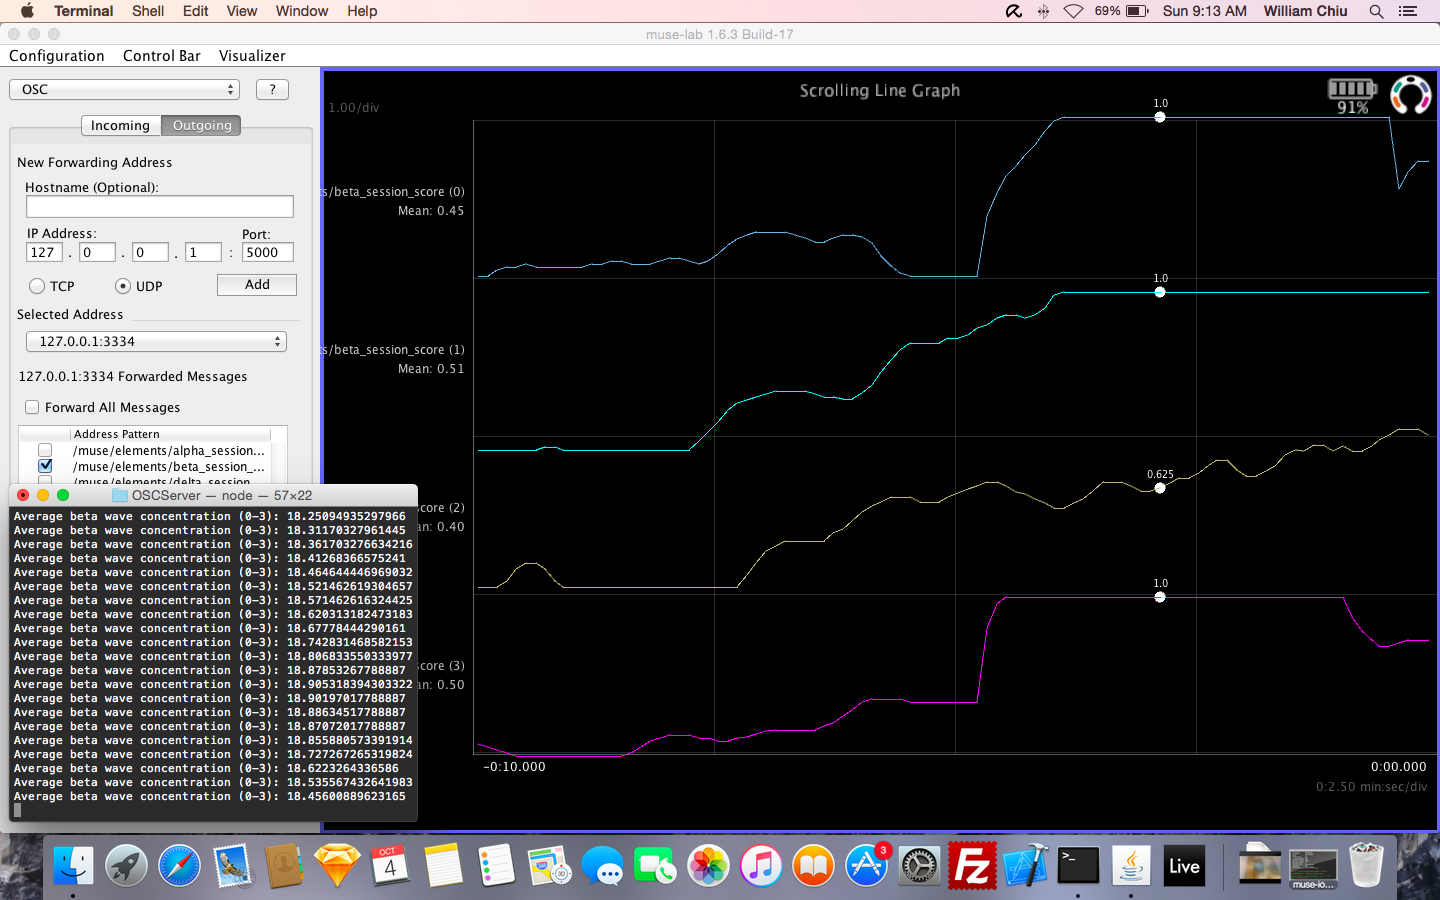 Terminal Shell Edit View Window Help 69% Sun 9:13 AM William Chiu
muse-lab 1.6.3 Build-17
Configuration Control Bar Visualizer
OSC ?
Incoming Outgoing
New Forwarding Address
Hostname (Optional):
IP Address: Port:
127 . 0 . 0 . 1 : 5000
TCP UDP Add
Selected Address
127.0.0.1:3334
127.0.0.1:3334 Forwarded Messages
Forward All Messages
Address Pattern
/muse/elements/alpha_session...
/muse/elements/beta_session_...
/muse/elements/delta_session
OSCServer — node — 57×22
Average beta wave concentration (0-3): 18.25094935297966
Average beta wave concentration (0-3): 18.31170327961445
Average beta wave concentration (0-3): 18.361703276634216
Average beta wave concentration (0-3): 18.41268366575241
Average beta wave concentration (0-3): 18.464644446969032
Average beta wave concentration (0-3): 18.521462619304657
Average beta wave concentration (0-3): 18.571462616324425
Average beta wave concentration (0-3): 18.620313182473183
Average beta wave concentration (0-3): 18.67778444290161
Average beta wave concentration (0-3): 18.742831468582153
Average beta wave concentration (0-3): 18.806833550333977
Average beta wave concentration (0-3): 18.87853267788887
Average beta wave concentration (0-3): 18.905318394303322
Average beta wave concentration (0-3): 18.90197017788887
Average beta wave concentration (0-3): 18.88634517788887
Average beta wave concentration (0-3): 18.87072017788887
Average beta wave concentration (0-3): 18.855880573391914
Average beta wave concentration (0-3): 18.727267265319824
Average beta wave concentration (0-3): 18.6223264336586
Average beta wave concentration (0-3): 18.535567432641983
Average beta wave concentration (0-3): 18.45600889623165
Scrolling Line Graph
91%
1.00/div
1.0
ts/beta_session_score (0)
Mean: 0.45
1.0
ts/beta_session_score (1)
Mean: 0.51
0.625
core (2)
an: 0.40
1.0
core (3)
an: 0.50
-0:10.000 0:00.000
0:2.50 min:sec/div
OCT
4
3
Fz
>_
Live
muse-io...